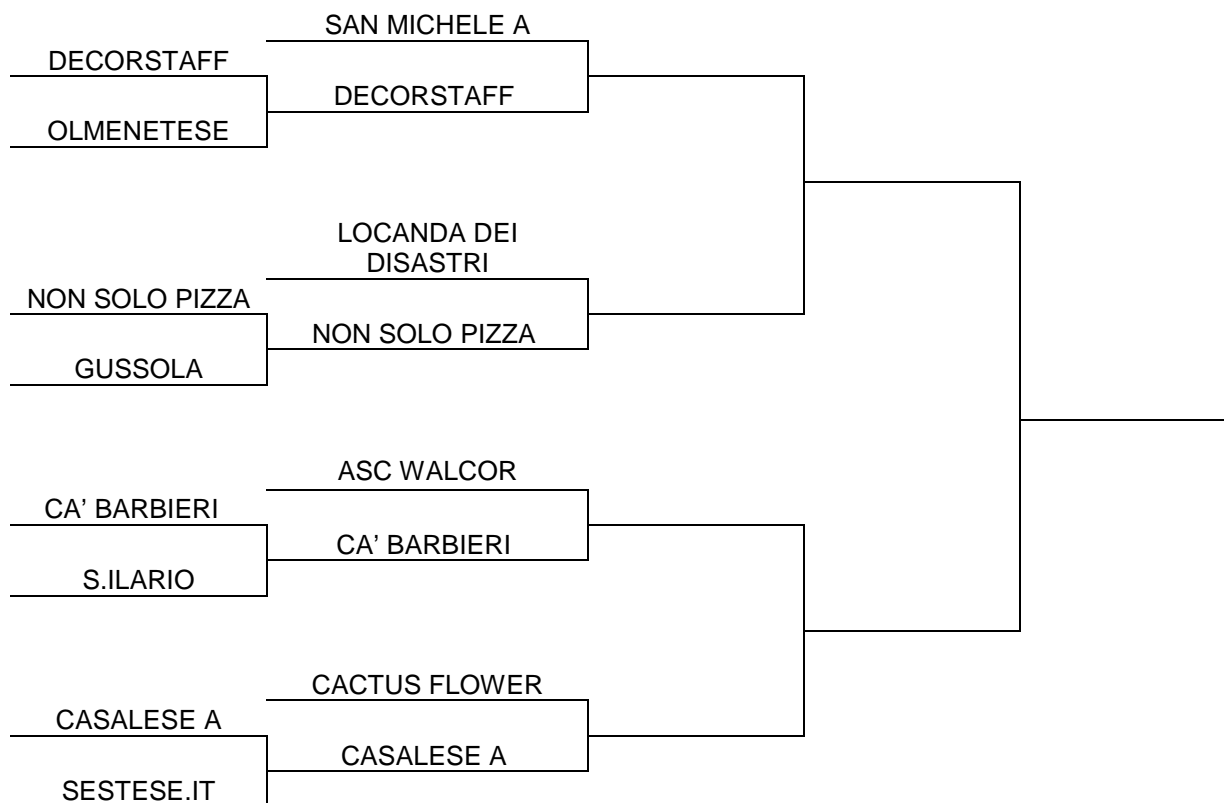 SAN MICHELE A
DECORSTAFF
DECORSTAFF
OLMENETESE
LOCANDA DEI
DISASTRI
NON SOLO PIZZA
NON SOLO PIZZA
GUSSOLA
ASC WALCOR
CA’ BARBIERI
CA’ BARBIERI
S.ILARIO
CACTUS FLOWER
CASALESE A
CASALESE A
SESTESE.IT